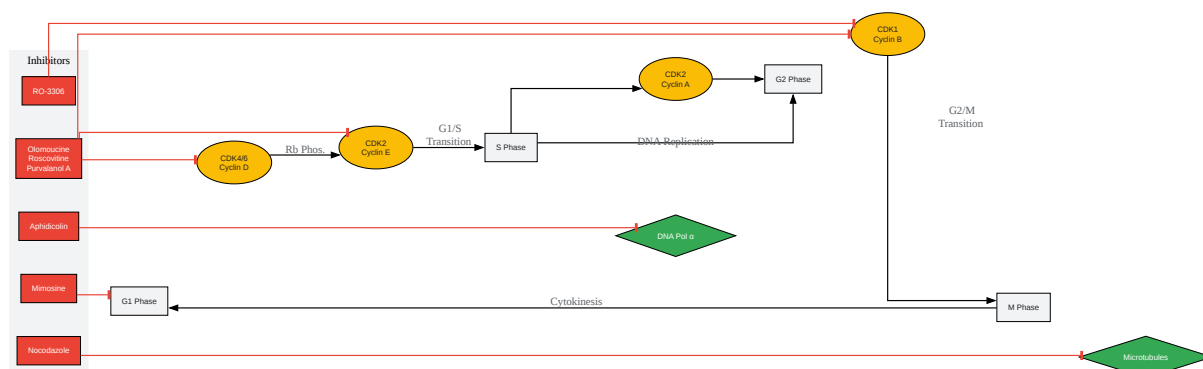 CDK1
Cyclin B
Inhibitors
RO-3306
CDK2
Cyclin A
G2 Phase
G2/M
Transition
G1/S
Transition
DNA Replication
S Phase
CDK2
Cyclin E
Rb Phos.
CDK4/6
Cyclin D
Olomoucine
Roscovitine
Purvalanol A
Aphidicolin
DNA Pol α
Mimosine
G1 Phase
Cytokinesis
M Phase
Nocodazole
Microtubules